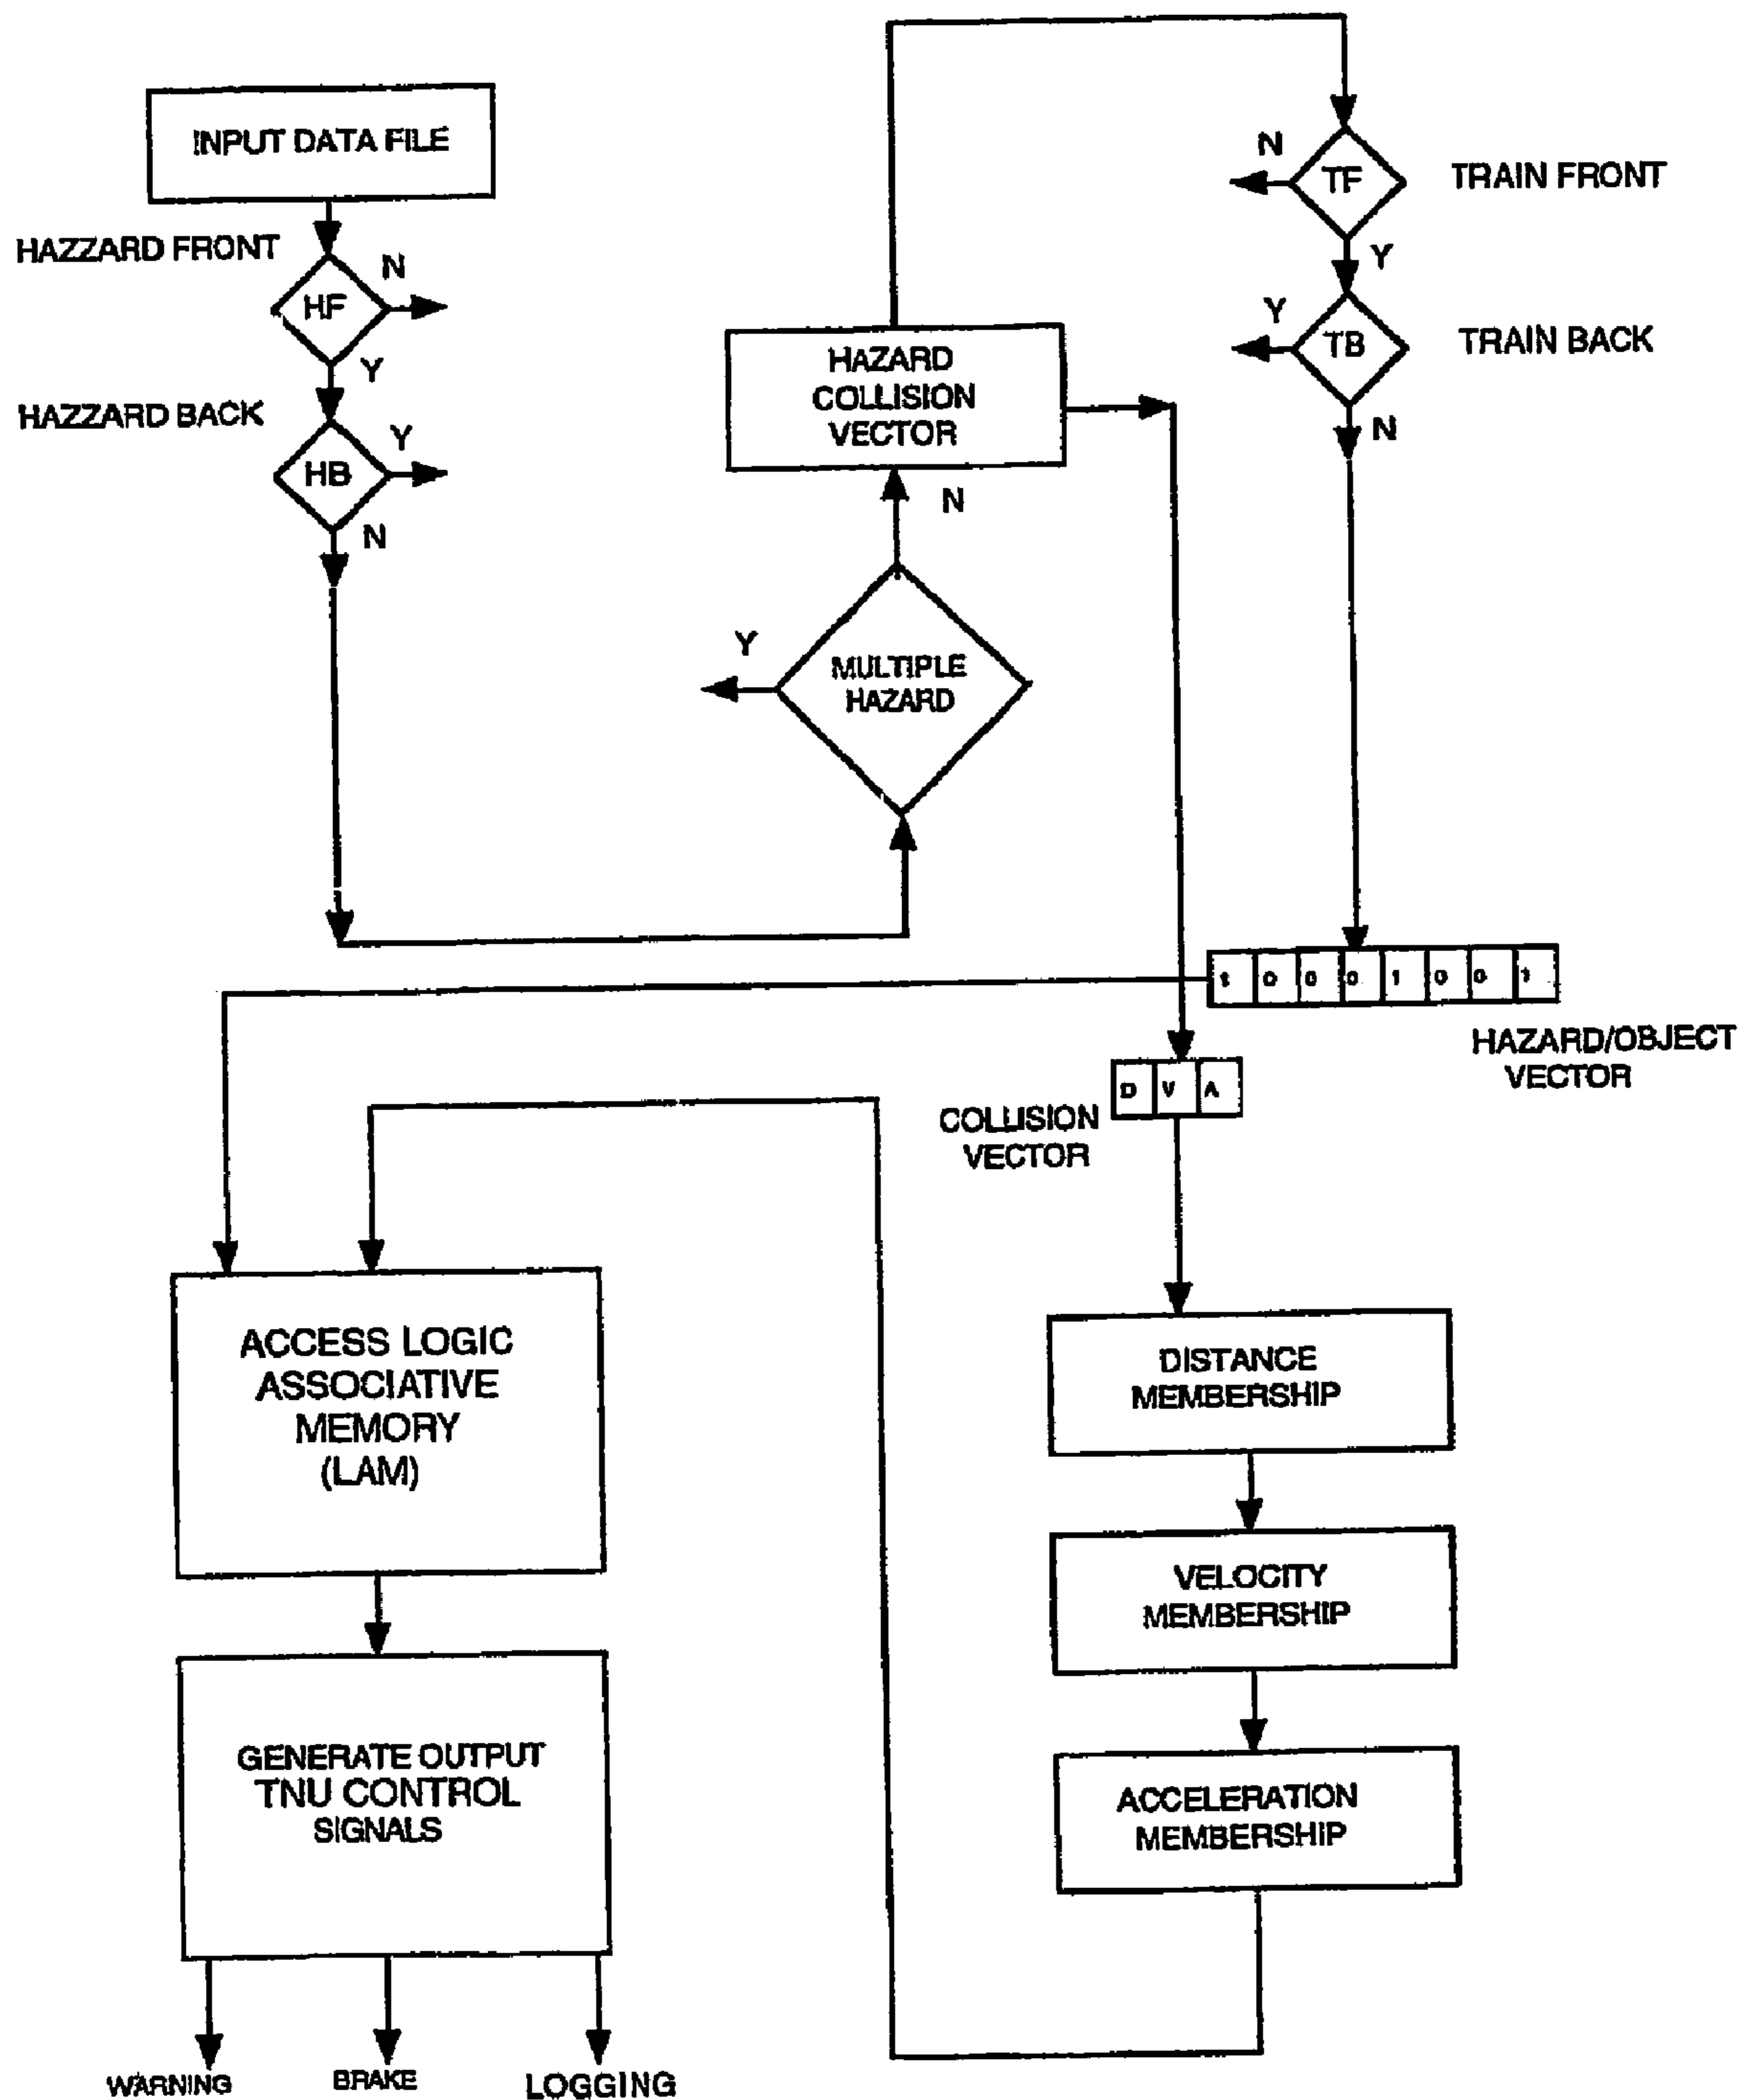 INPUT DATA FILE
HAZZARD FRONT
HF
N
Y
HAZZARD BACK
HB
Y
N
HAZARD
COLLISION
VECTOR
N
MULTIPLE
HAZARD
Y
N
TF
TRAIN FRONT
Y
Y
TB
TRAIN BACK
N
1 0 0 0 1 0 0 1
HAZARD/OBJECT
VECTOR
D V A
COLLISION
VECTOR
ACCESS LOGIC
ASSOCIATIVE
MEMORY
(LAM)
DISTANCE
MEMBERSHIP
VELOCITY
MEMBERSHIP
ACCELERATION
MEMBERSHIP
GENERATE OUTPUT
TNU CONTROL
SIGNALS
WARNING
BRAKE
LOGGING